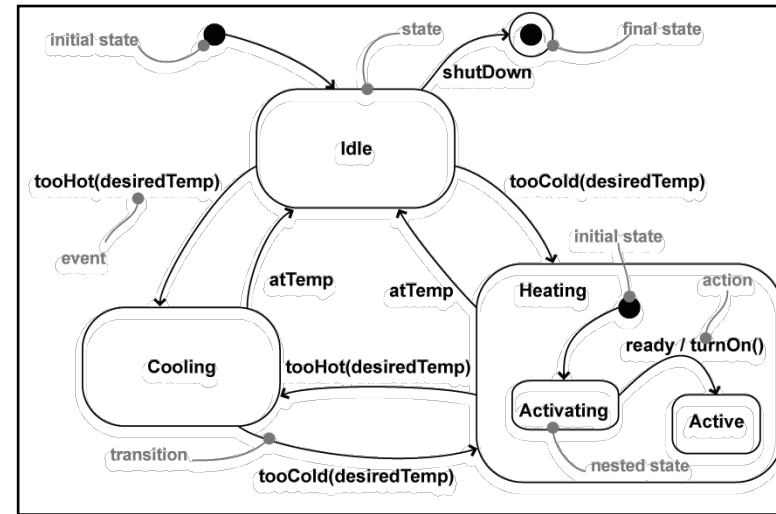 initial state
state
final state
shutDown
Idle
tooHot(desiredTemp)
tooCold(desiredTemp)
event
initial state
atTemp
atTemp
Heating
action
ready / turnOn()
Cooling
tooHot(desiredTemp)
Activating
Active
transition
tooCold(desiredTemp)
nested state